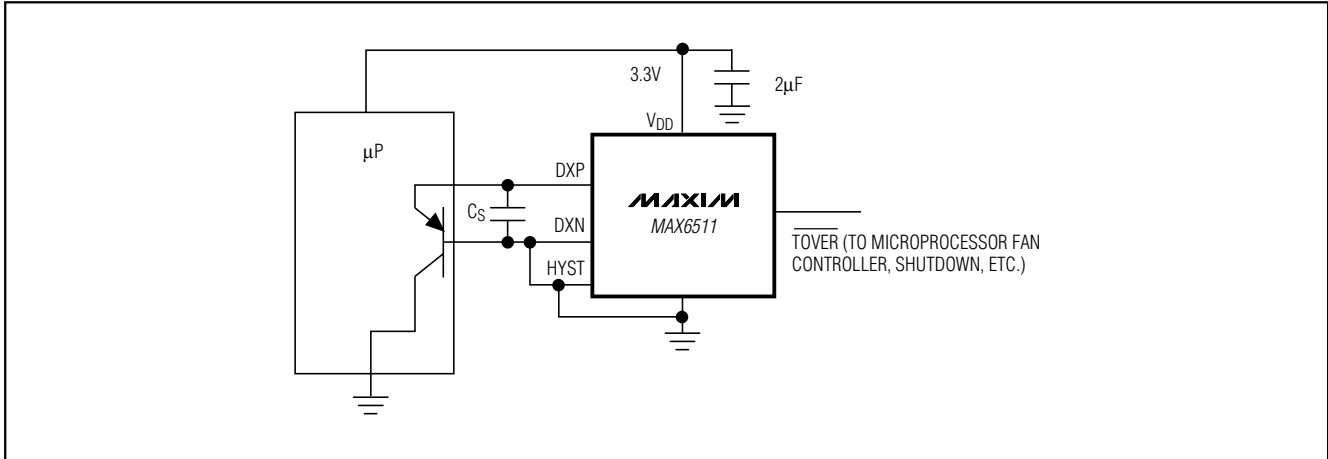 3.3V
2µF
VDD
µP
DXP
CS
DXN
HYST
MAXIM
MAX6511
TOVER (TO MICROPROCESSOR FAN
CONTROLLER, SHUTDOWN, ETC.)